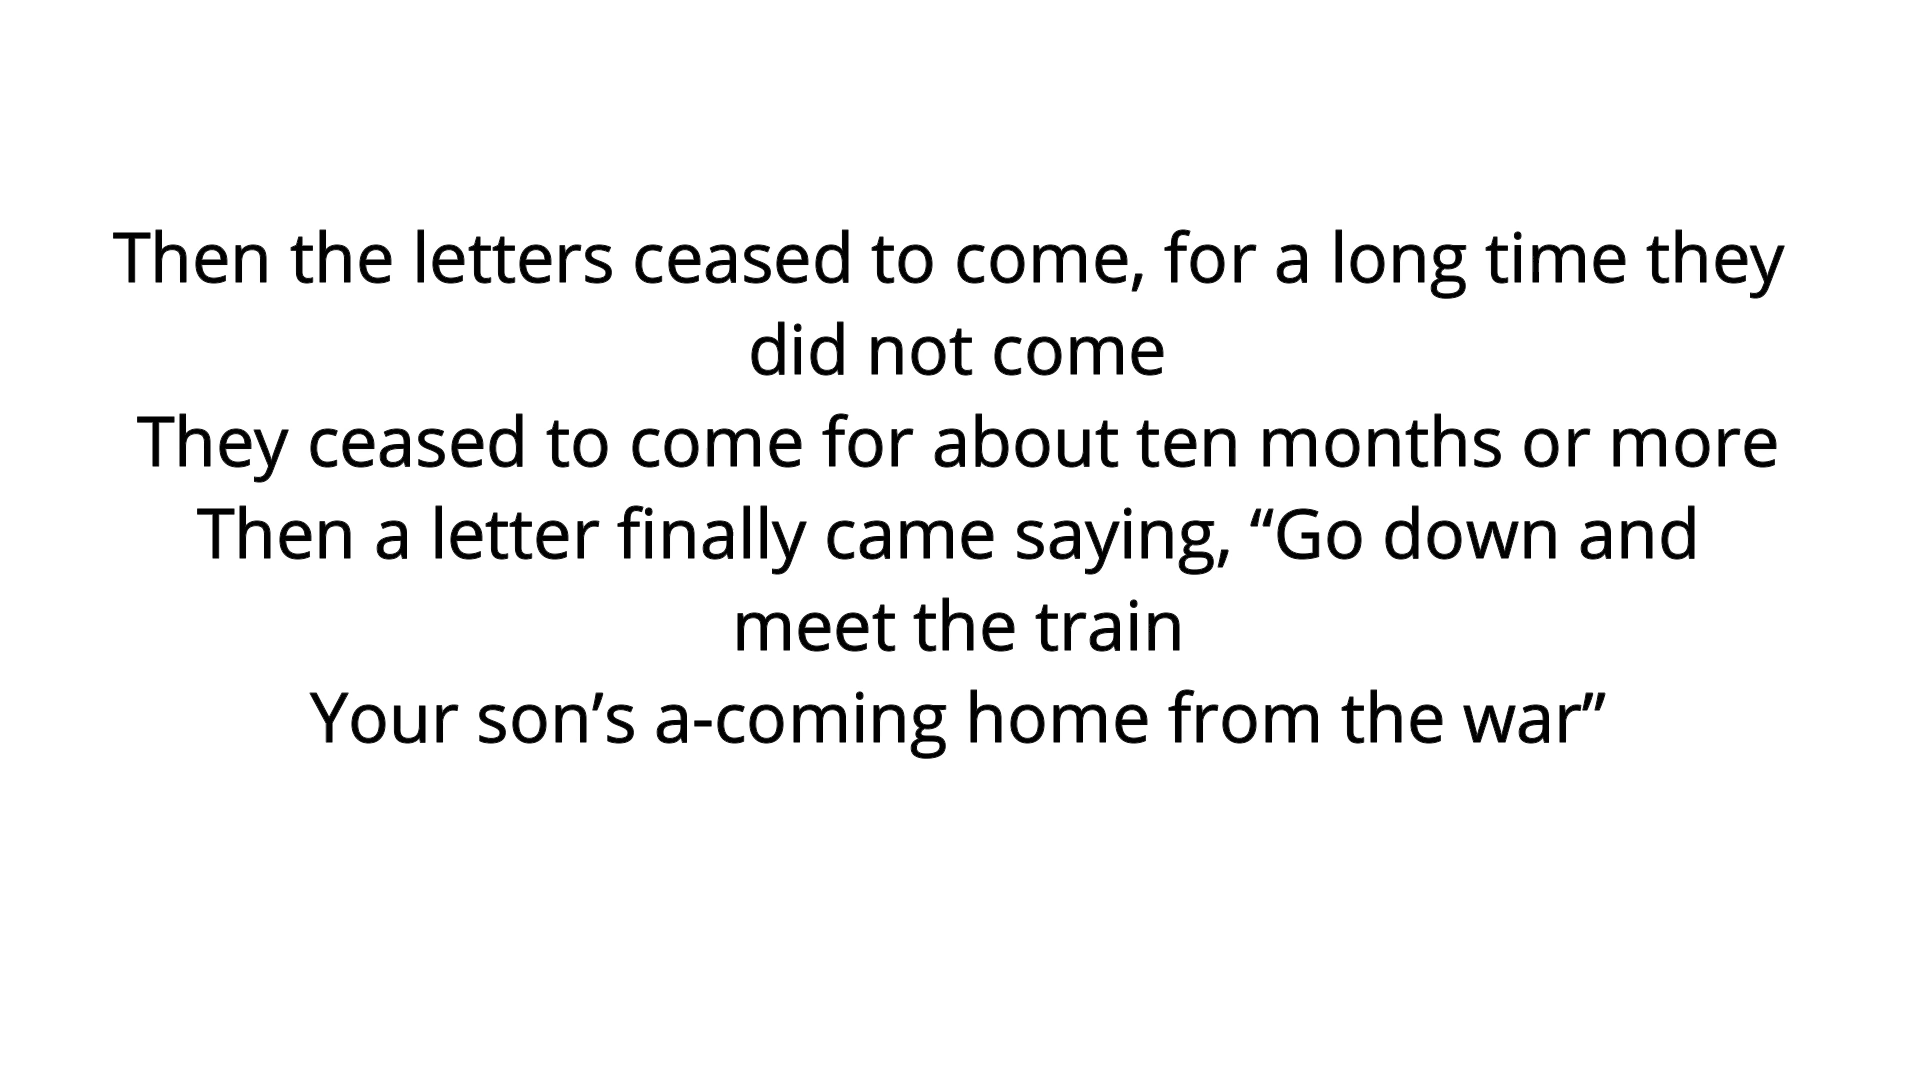 Then the letters ceased to come, for a long time they
did not come
They ceased to come for about ten months or more
Then a letter finally came saying, “Go down and
meet the train
Your son’s a-coming home from the war”